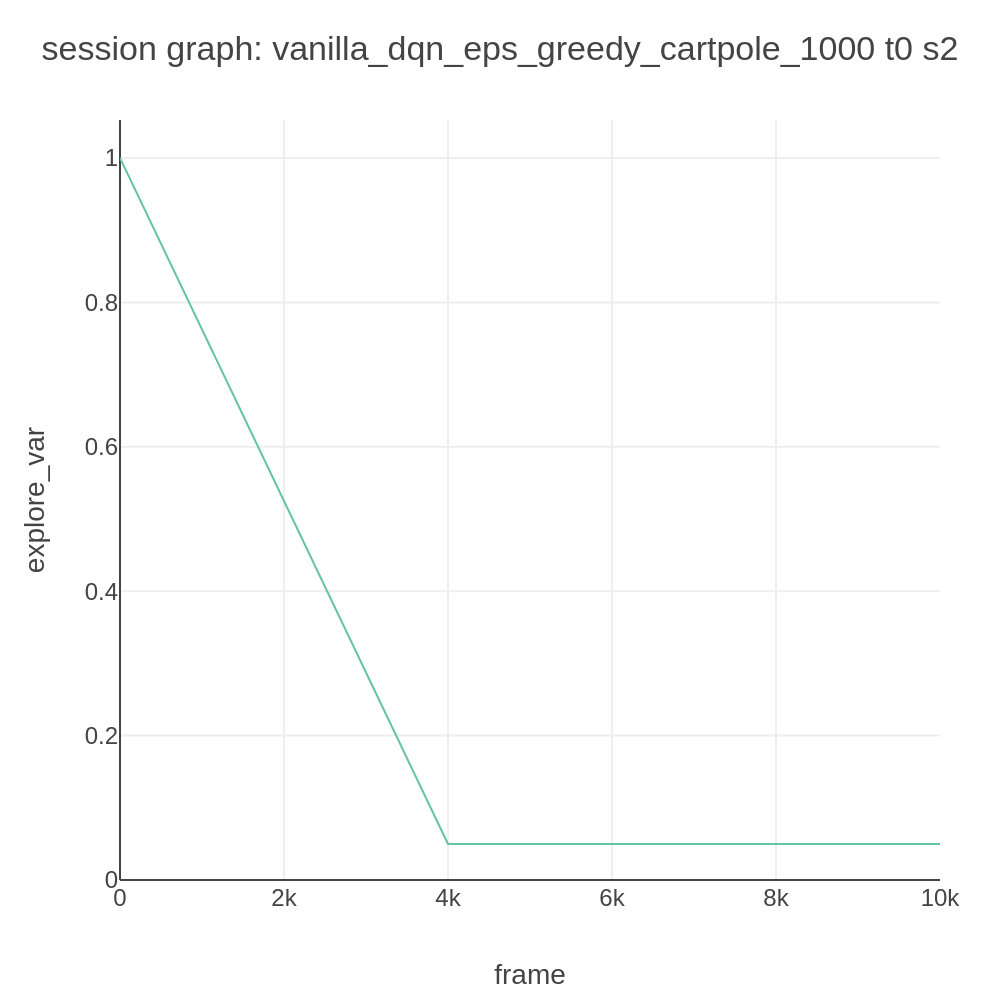 session graph: vanilla_dqn_eps_greedy_cartpole_1000 t0 s2
explore_var
1
0.8
0.6
0.4
0.2
0
0 2k 4k 6k 8k 10k
frame